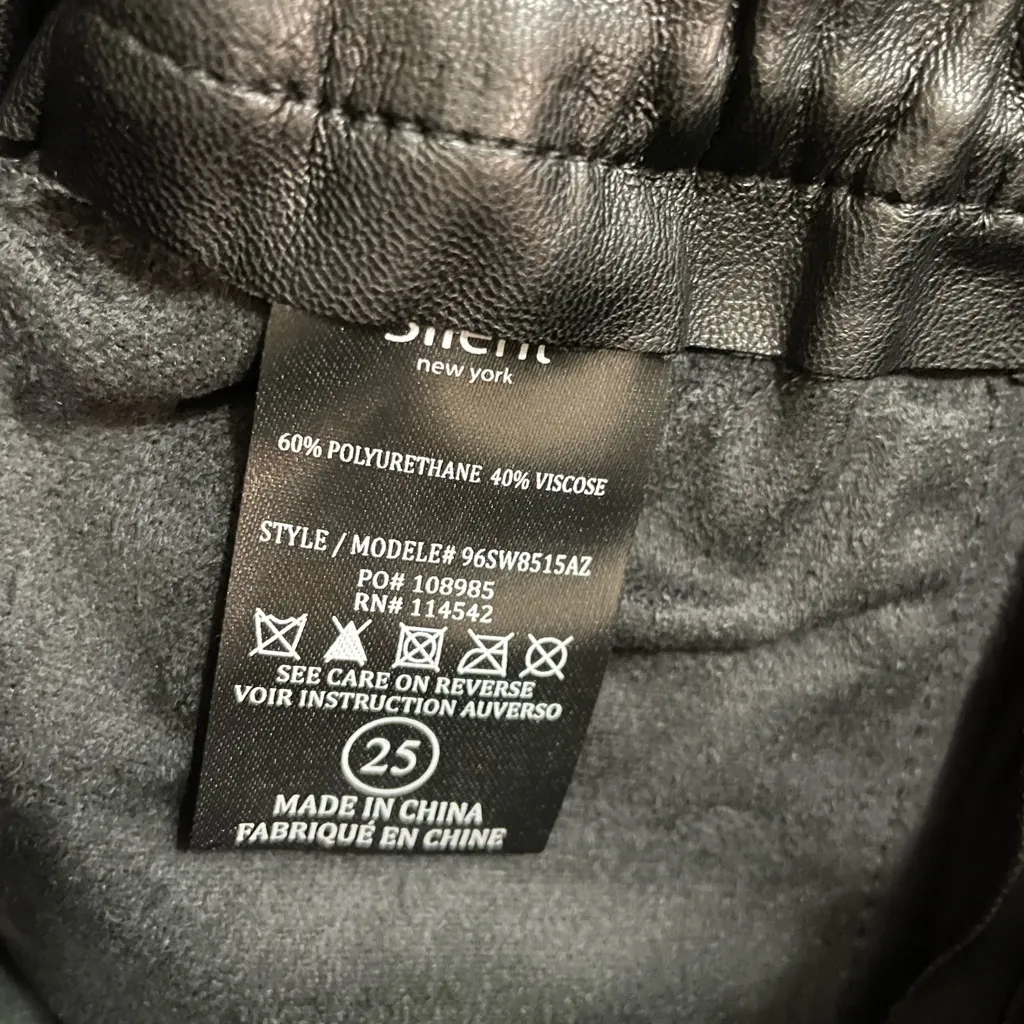 Silent
new york
60% POLYURETHANE 40% VISCOSE
STYLE / MODELE# 96SW8515AZ
PO# 108985
RN# 114542
SEE CARE ON REVERSE
VOIR INSTRUCTION AUVERSO
25
MADE IN CHINA
FABRIQUÉ EN CHINE